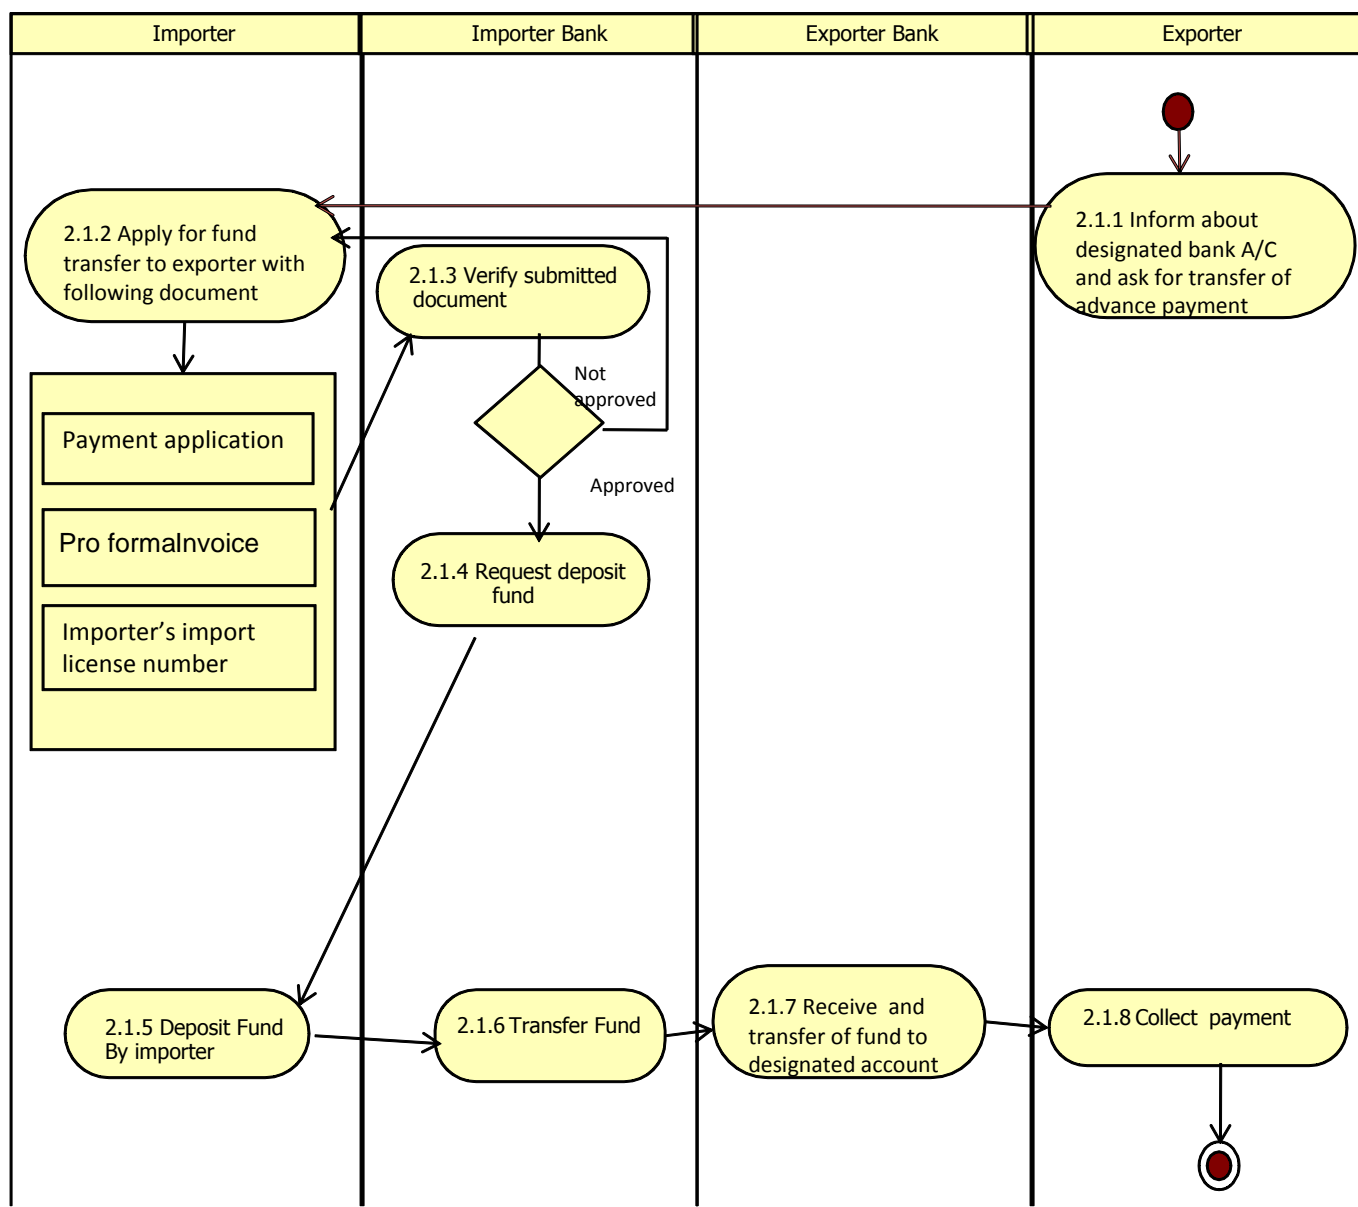 Importer
Importer Bank
Exporter Bank
Exporter
2.1.1 Inform about
designated bank A/C
and ask for transfer of
advance payment
2.1.2 Apply for fund
transfer to exporter with
following document
Payment application
Pro formaInvoice
Importer’s import
license number
2.1.3 Verify submitted
document
Not
approved
Approved
2.1.4 Request deposit
fund
2.1.5 Deposit Fund
By importer
2.1.6 Transfer Fund
2.1.7 Receive and
transfer of fund to
designated account
2.1.8 Collect payment